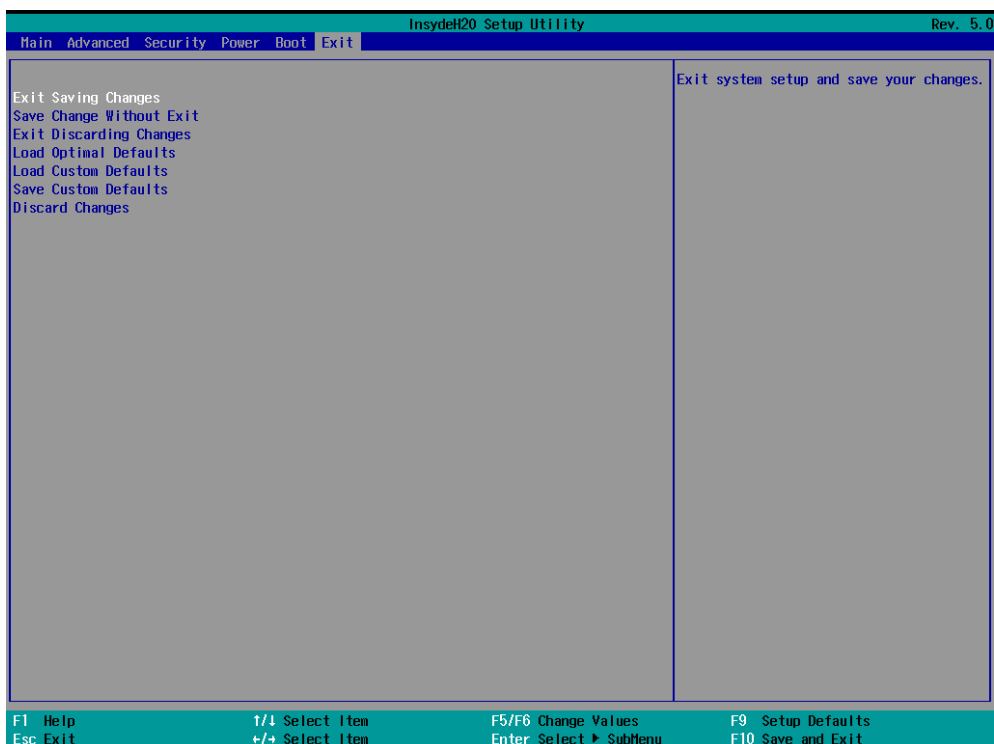 InsydeH2O Setup Utility Rev. 5.0
Main Advanced Security Power Boot Exit
Exit system setup and save your changes.
Exit Saving Changes
Save Change Without Exit
Exit Discarding Changes
Load Optimal Defaults
Load Custom Defaults
Save Custom Defaults
Discard Changes
F1 Help ↑/↓ Select Item F5/F6 Change Values F9 Setup Defaults
Esc Exit ←/→ Select Item Enter Select ▶ SubMenu F10 Save and Exit